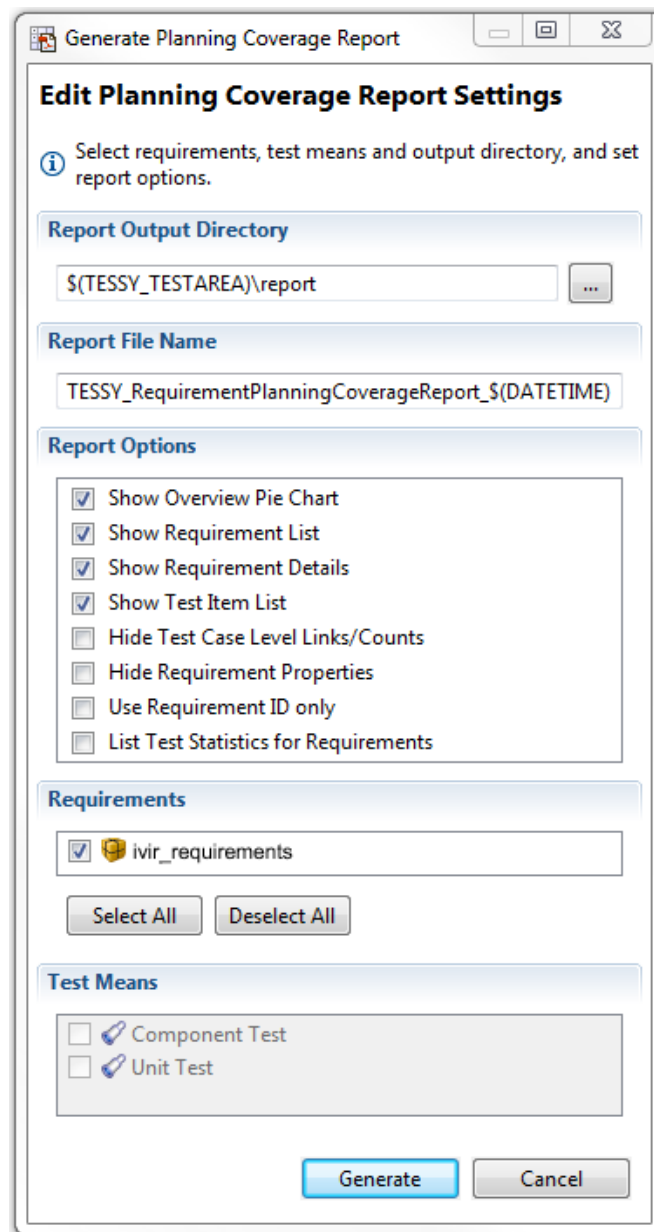 Generate Planning Coverage Report
Edit Planning Coverage Report Settings
Select requirements, test means and output directory, and set
report options.
Report Output Directory
$(TESSY_TESTAREA)\report
...
Report File Name
TESSY_RequirementPlanningCoverageReport_$(DATETIME)
Report Options
Show Overview Pie Chart
Show Requirement List
Show Requirement Details
Show Test Item List
Hide Test Case Level Links/Counts
Hide Requirement Properties
Use Requirement ID only
List Test Statistics for Requirements
Requirements
ivir_requirements
Select All
Deselect All
Test Means
Component Test
Unit Test
Generate
Cancel